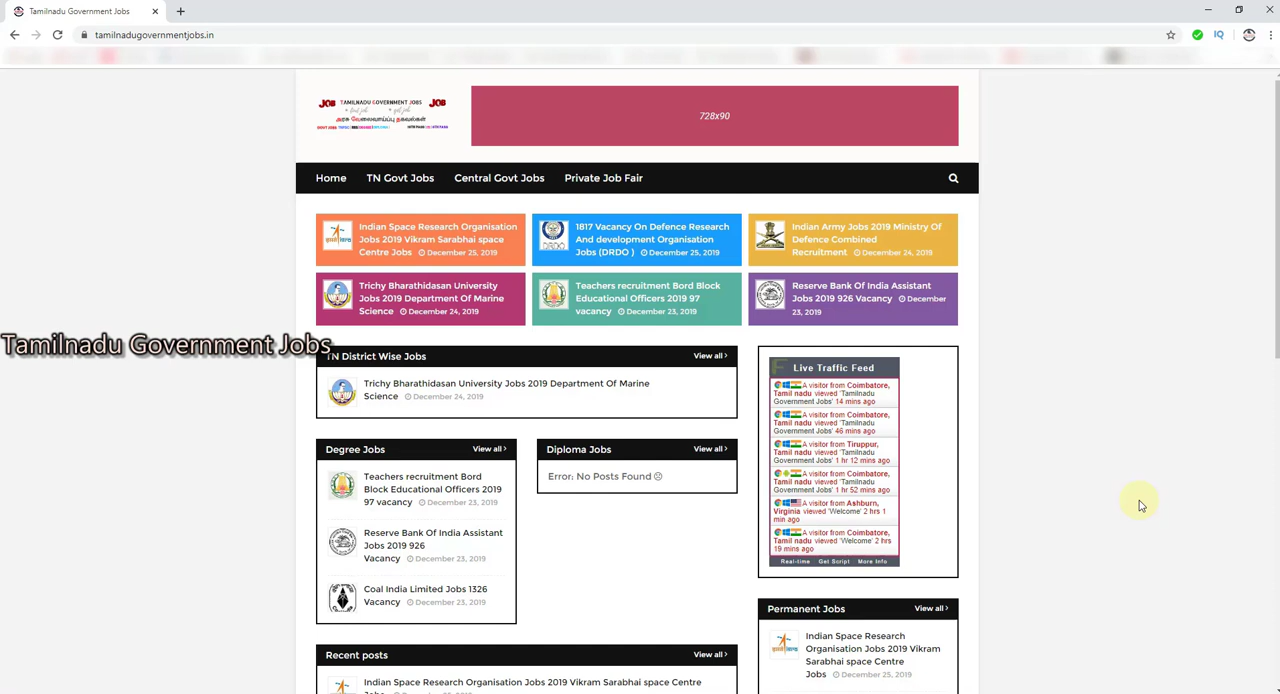 Tamilnadu Government Jobs
tamilnadugovernmentjobs.in
IQ
JOB TAMILNADU GOVERNMENT JOBS JOB
அரசு வேலைவாய்ப்பு தகவல்கள்
728x90
Home TN Govt Jobs Central Govt Jobs Private Job Fair
Indian Space Research Organisation
Jobs 2019 Vikram Sarabhai space
Centre Jobs December 25, 2019
1817 Vacancy On Defence Research
And development Organisation
Jobs (DRDO ) December 25, 2019
Indian Army Jobs 2019 Ministry Of
Defence Combined
Recruitment December 24, 2019
Trichy Bharathidasan University
Jobs 2019 Department Of Marine
Science December 24, 2019
Teachers recruitment Bord Block
Educational Officers 2019 97
vacancy December 23, 2019
Reserve Bank Of India Assistant
Jobs 2019 926 Vacancy December
23, 2019
Tamilnadu Government Jobs
TN District Wise Jobs View all
Trichy Bharathidasan University Jobs 2019 Department Of Marine
Science December 24, 2019
Degree Jobs View all
Teachers recruitment Bord
Block Educational Officers 2019
97 vacancy December 23, 2019
Reserve Bank Of India Assistant
Jobs 2019 926
Vacancy December 23, 2019
Coal India Limited Jobs 1326
Vacancy December 23, 2019
Diploma Jobs View all
Error: No Posts Found
Live Traffic Feed
A visitor from Coimbatore,
Tamil nadu viewed 'Tamilnadu
Government Jobs' 14 mins ago
A visitor from Coimbatore,
Tamil nadu viewed 'Tamilnadu
Government Jobs' 46 mins ago
A visitor from Tiruppur,
Tamil nadu viewed 'Tamilnadu
Government Jobs' 1 hr 12 mins ago
A visitor from Coimbatore,
Tamil nadu viewed 'Tamilnadu
Government Jobs' 1 hr 52 mins ago
A visitor from Ashburn,
Virginia viewed 'Welcome' 2 hrs 1
min ago
A visitor from Coimbatore,
Tamil nadu viewed 'Welcome' 2 hrs
19 mins ago
Real-time Get Script More Info
Permanent Jobs View all
Indian Space Research
Organisation Jobs 2019 Vikram
Sarabhai space Centre
Jobs December 25, 2019
Recent posts View all
Indian Space Research Organisation Jobs 2019 Vikram Sarabhai space Centre